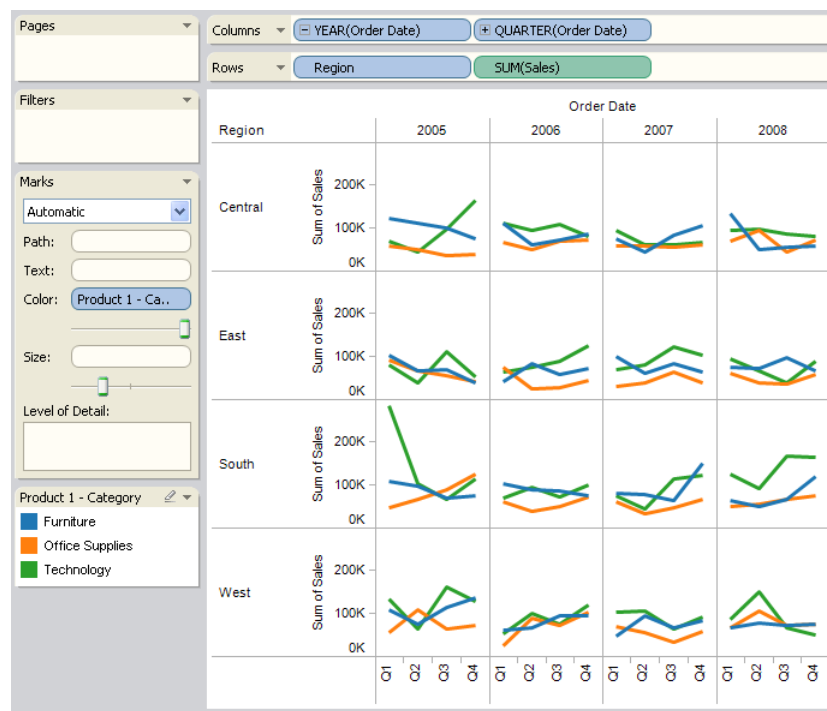 Pages
Columns YEAR(Order Date) QUARTER(Order Date)
Rows Region SUM(Sales)
Filters
Marks
Automatic
Path:
Text:
Color: Product 1 - Ca..
Size:
Level of Detail:
Product 1 - Category
Furniture
Office Supplies
Technology
Order Date
Region 2005 2006 2007 2008
Central
Sum of Sales
200K
100K
0K
East
Sum of Sales
200K
100K
0K
South
Sum of Sales
200K
100K
0K
West
Sum of Sales
200K
100K
0K
Q1 Q2 Q3 Q4 Q1 Q2 Q3 Q4 Q1 Q2 Q3 Q4 Q1 Q2 Q3 Q4